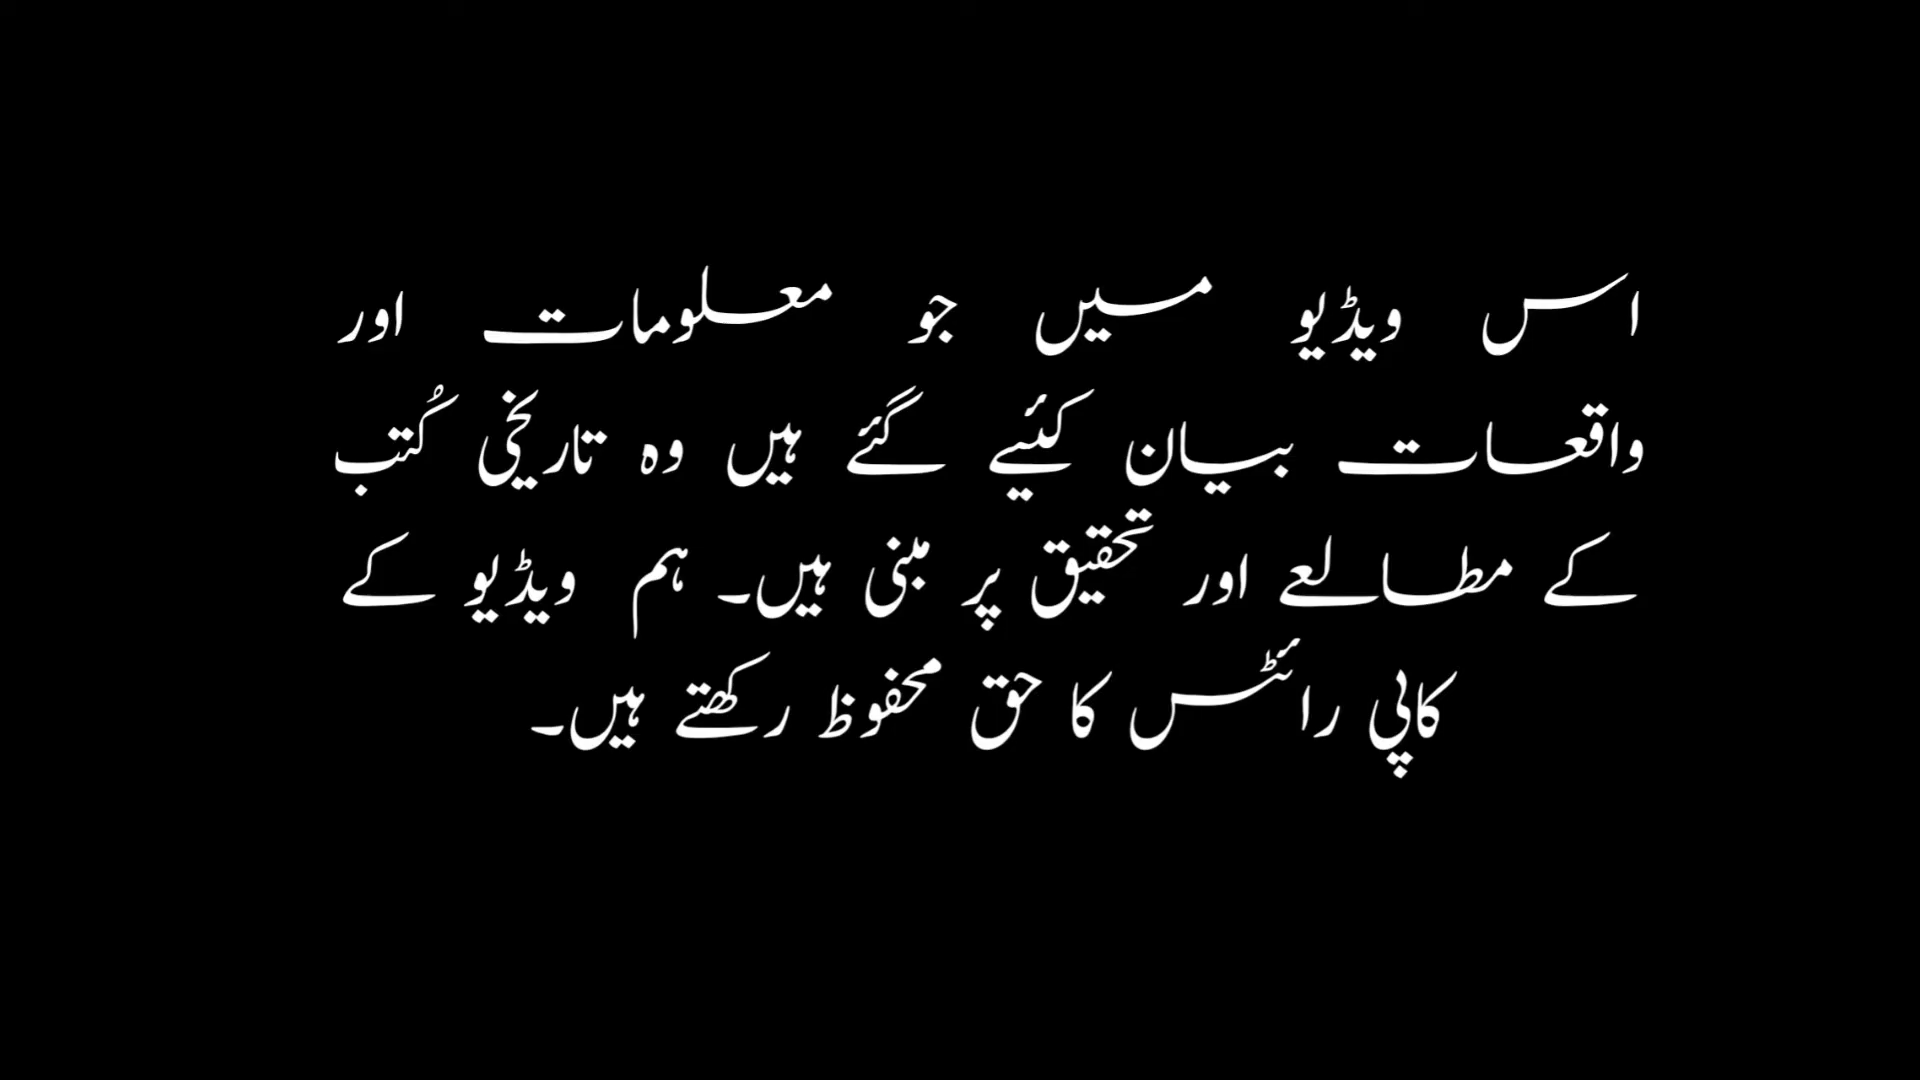 اس ویڈیو میں جو معلومات اور
واقعات بیان کئیے گئے ہیں وہ تاریخی کُتب
کے مطالعے اور تحقیق پر مبنی ہیں۔ ہم ویڈیو کے
کاپی رائٹس کا حق محفوظ رکھتے ہیں۔